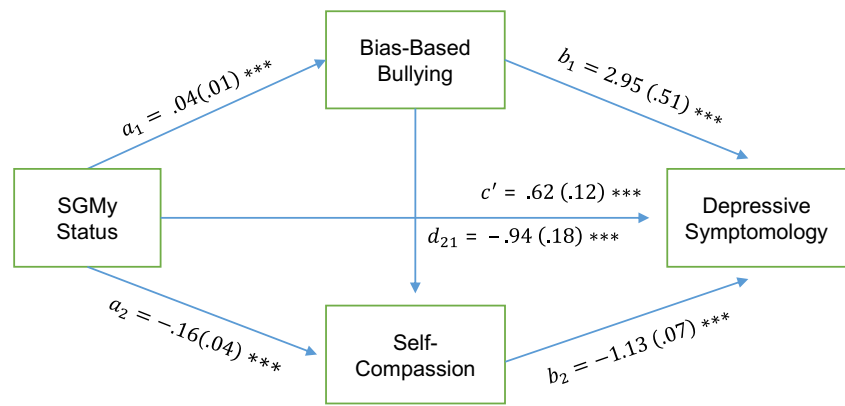 Bias-Based
Bullying
a₁ = .04(.01) ***
b₁ = 2.95 (.51) ***
SGMy
Status
c′ = .62 (.12) ***
d₂₁ = −.94 (.18) ***
Depressive
Symptomology
a₂ = −.16(.04) ***
Self-
Compassion
b₂ = −1.13 (.07) ***